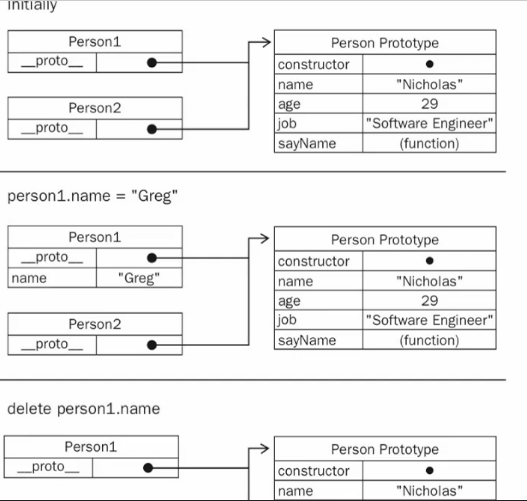 initially
Person1
__proto__
Person2
__proto__
Person Prototype
constructor
name "Nicholas"
age 29
job "Software Engineer"
sayName (function)
person1.name = "Greg"
Person1
__proto__
name "Greg"
Person2
__proto__
Person Prototype
constructor
name "Nicholas"
age 29
job "Software Engineer"
sayName (function)
delete person1.name
Person1
__proto__
Person Prototype
constructor
name "Nicholas"